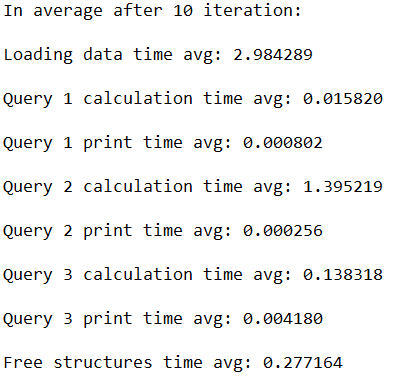 In average after 10 iteration:
Loading data time avg: 2.984289
Query 1 calculation time avg: 0.015820
Query 1 print time avg: 0.000802
Query 2 calculation time avg: 1.395219
Query 2 print time avg: 0.000256
Query 3 calculation time avg: 0.138318
Query 3 print time avg: 0.004180
Free structures time avg: 0.277164